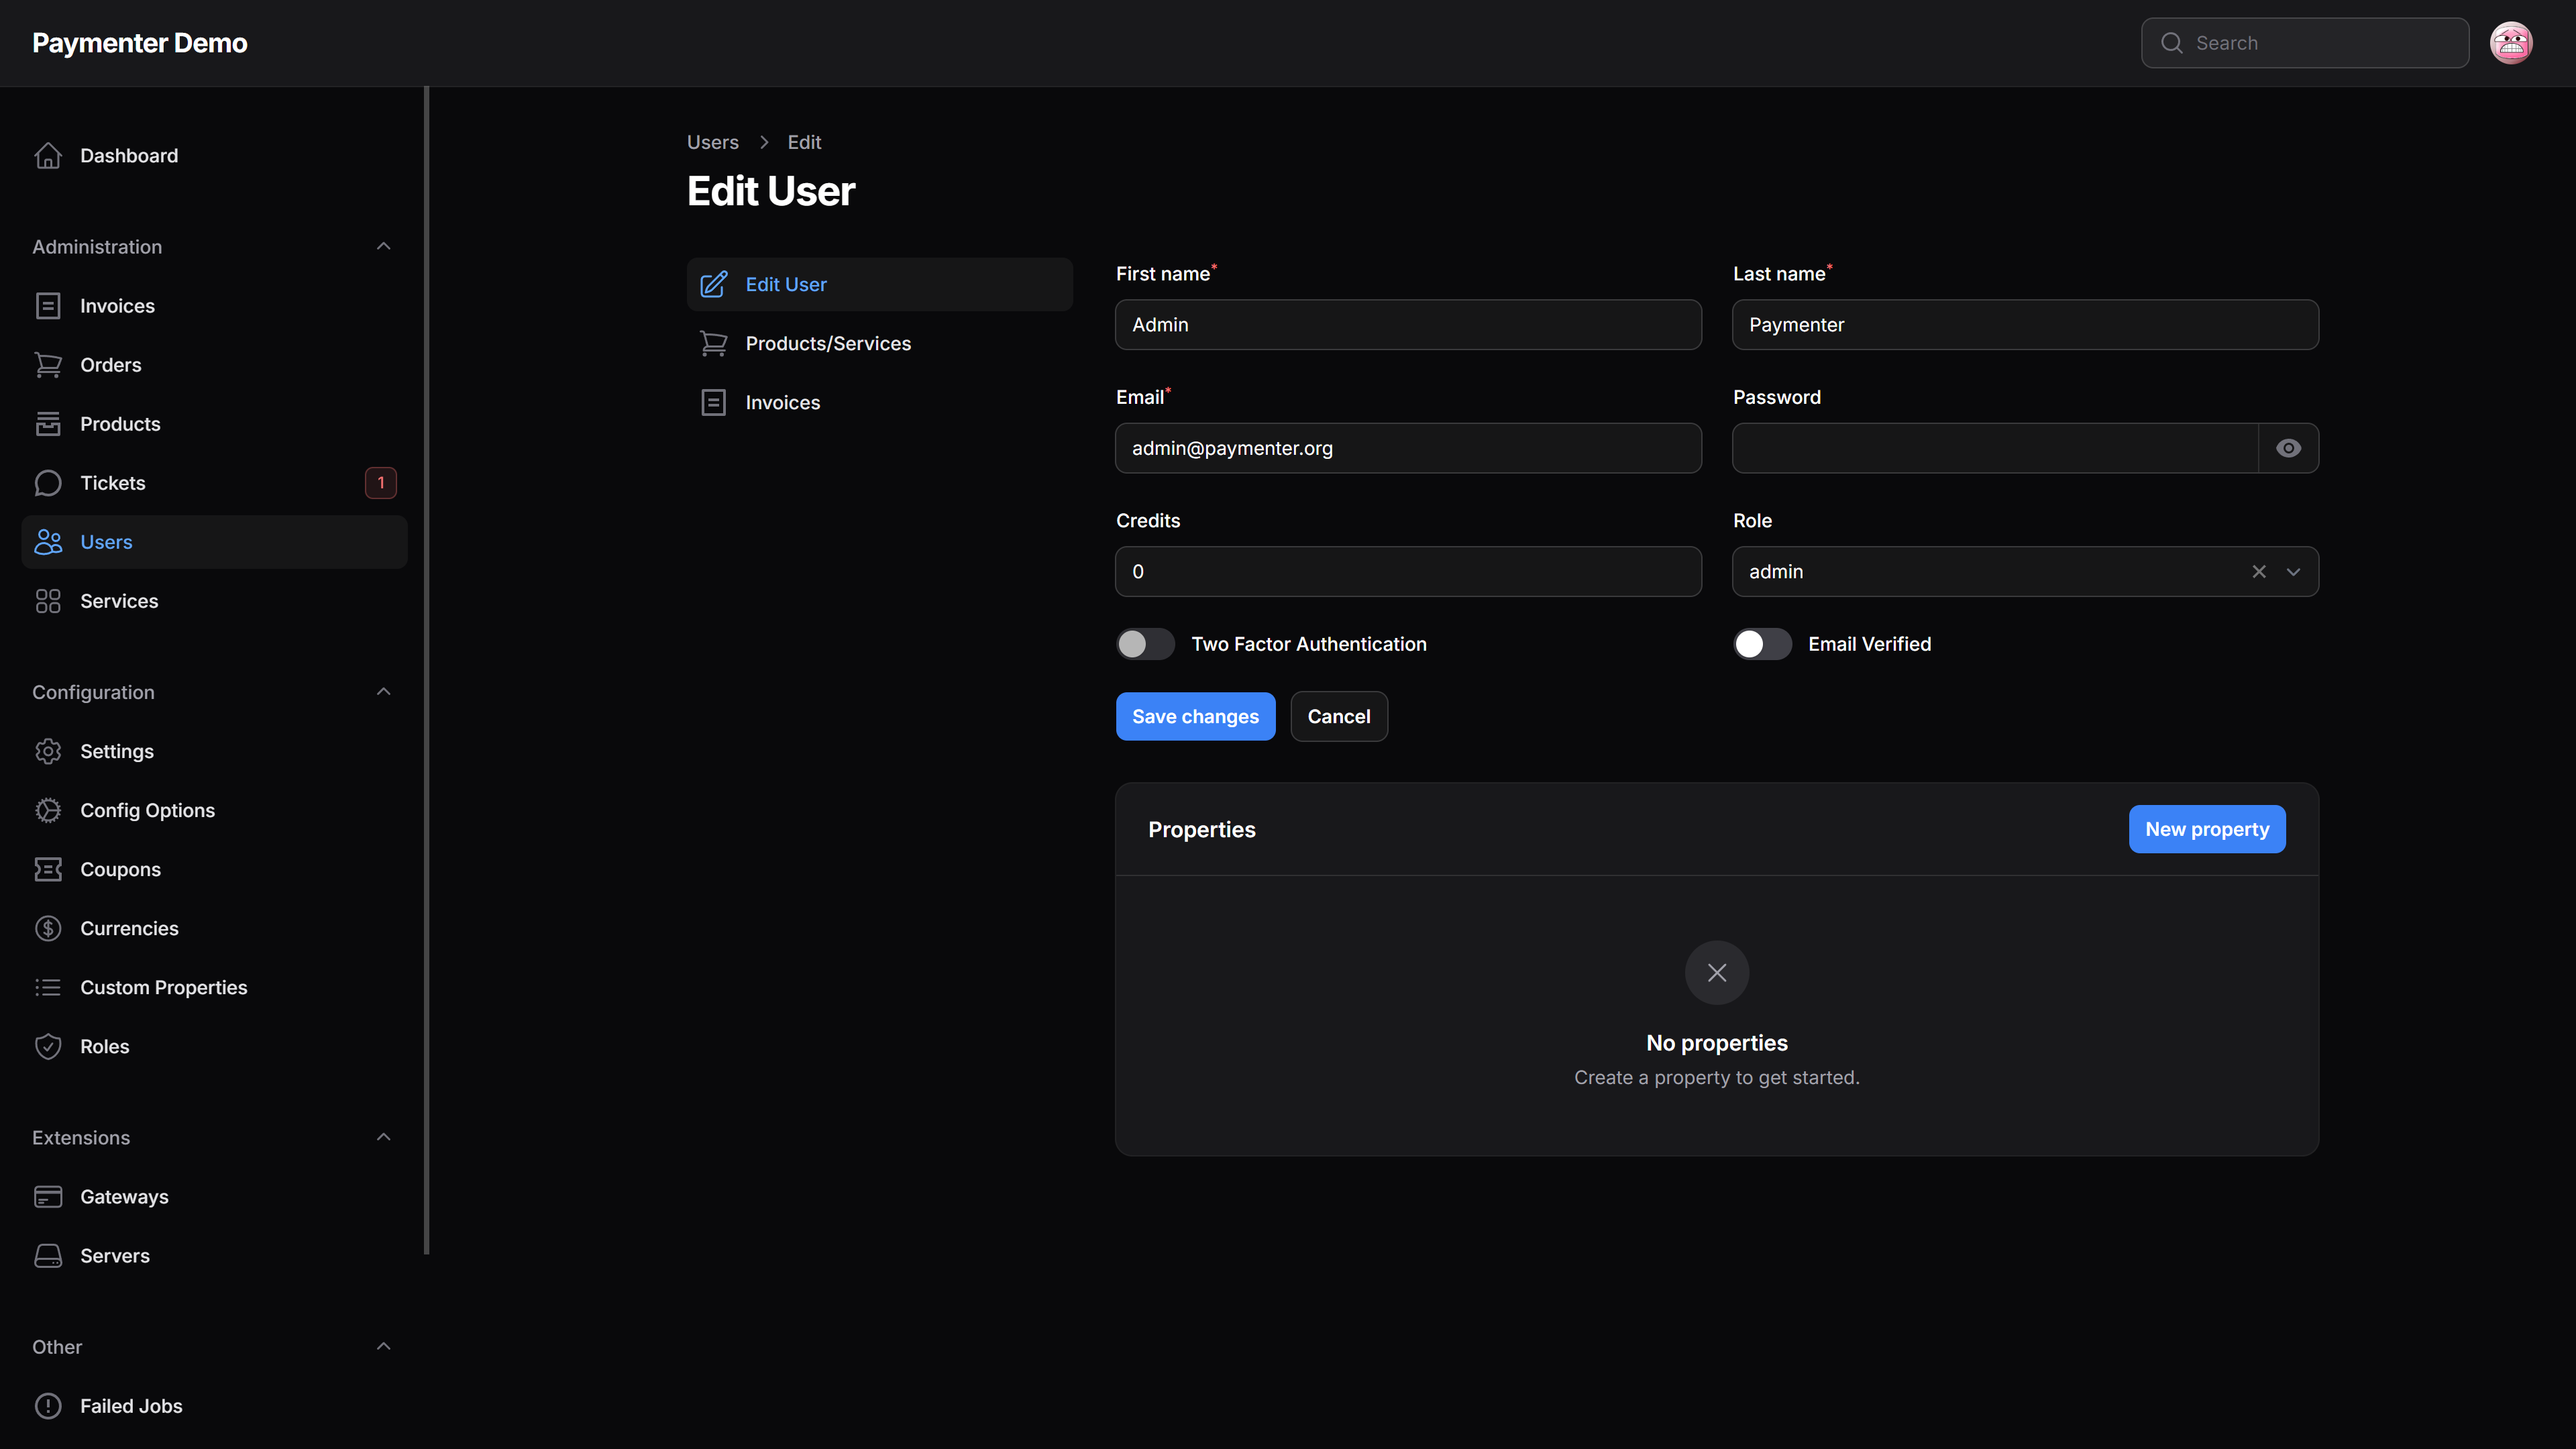 Paymenter Demo
Search
Dashboard
Administration
Invoices
Orders
Products
Tickets
1
Users
Services
Configuration
Settings
Config Options
Coupons
Currencies
Custom Properties
Roles
Extensions
Gateways
Servers
Other
Failed Jobs
Users > Edit
Edit User
Edit User
Products/Services
Invoices
First name*
Admin
Last name*
Paymenter
Email*
admin@paymenter.org
Password
Credits
0
Role
admin
Two Factor Authentication
Email Verified
Save changes
Cancel
Properties
New property
No properties
Create a property to get started.